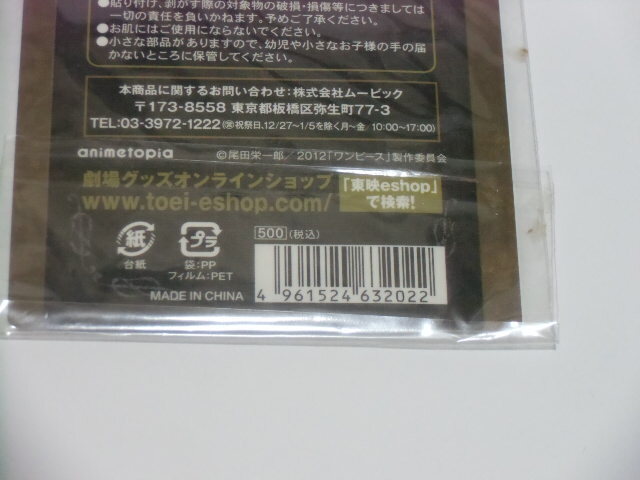 ●貼り付け、剥がす際の対象物の破損・損傷等につきましては
一切の責任を負いかねます。予めご了承ください。
●お肌にはご使用にならないでください。
●小さな部品がありますので、幼児や小さなお子様の手の届
かないところに保管してください。
本商品に関するお問い合わせ:株式会社ムービック
〒173-8558 東京都板橋区弥生町77-3
TEL:03-3972-1222 (㊗祝祭日、12/27〜1/5を除く月〜金 10:00〜17:00)
animetopia
©尾田栄一郎/2012「ワンピース」製作委員会
劇場グッズオンラインショップ
www.toei-eshop.com/
「東映eshop」
で検索!
紙
台紙
プラ
袋:PP
フィルム:PET
MADE IN CHINA
500 (税込)
4 961524 632022